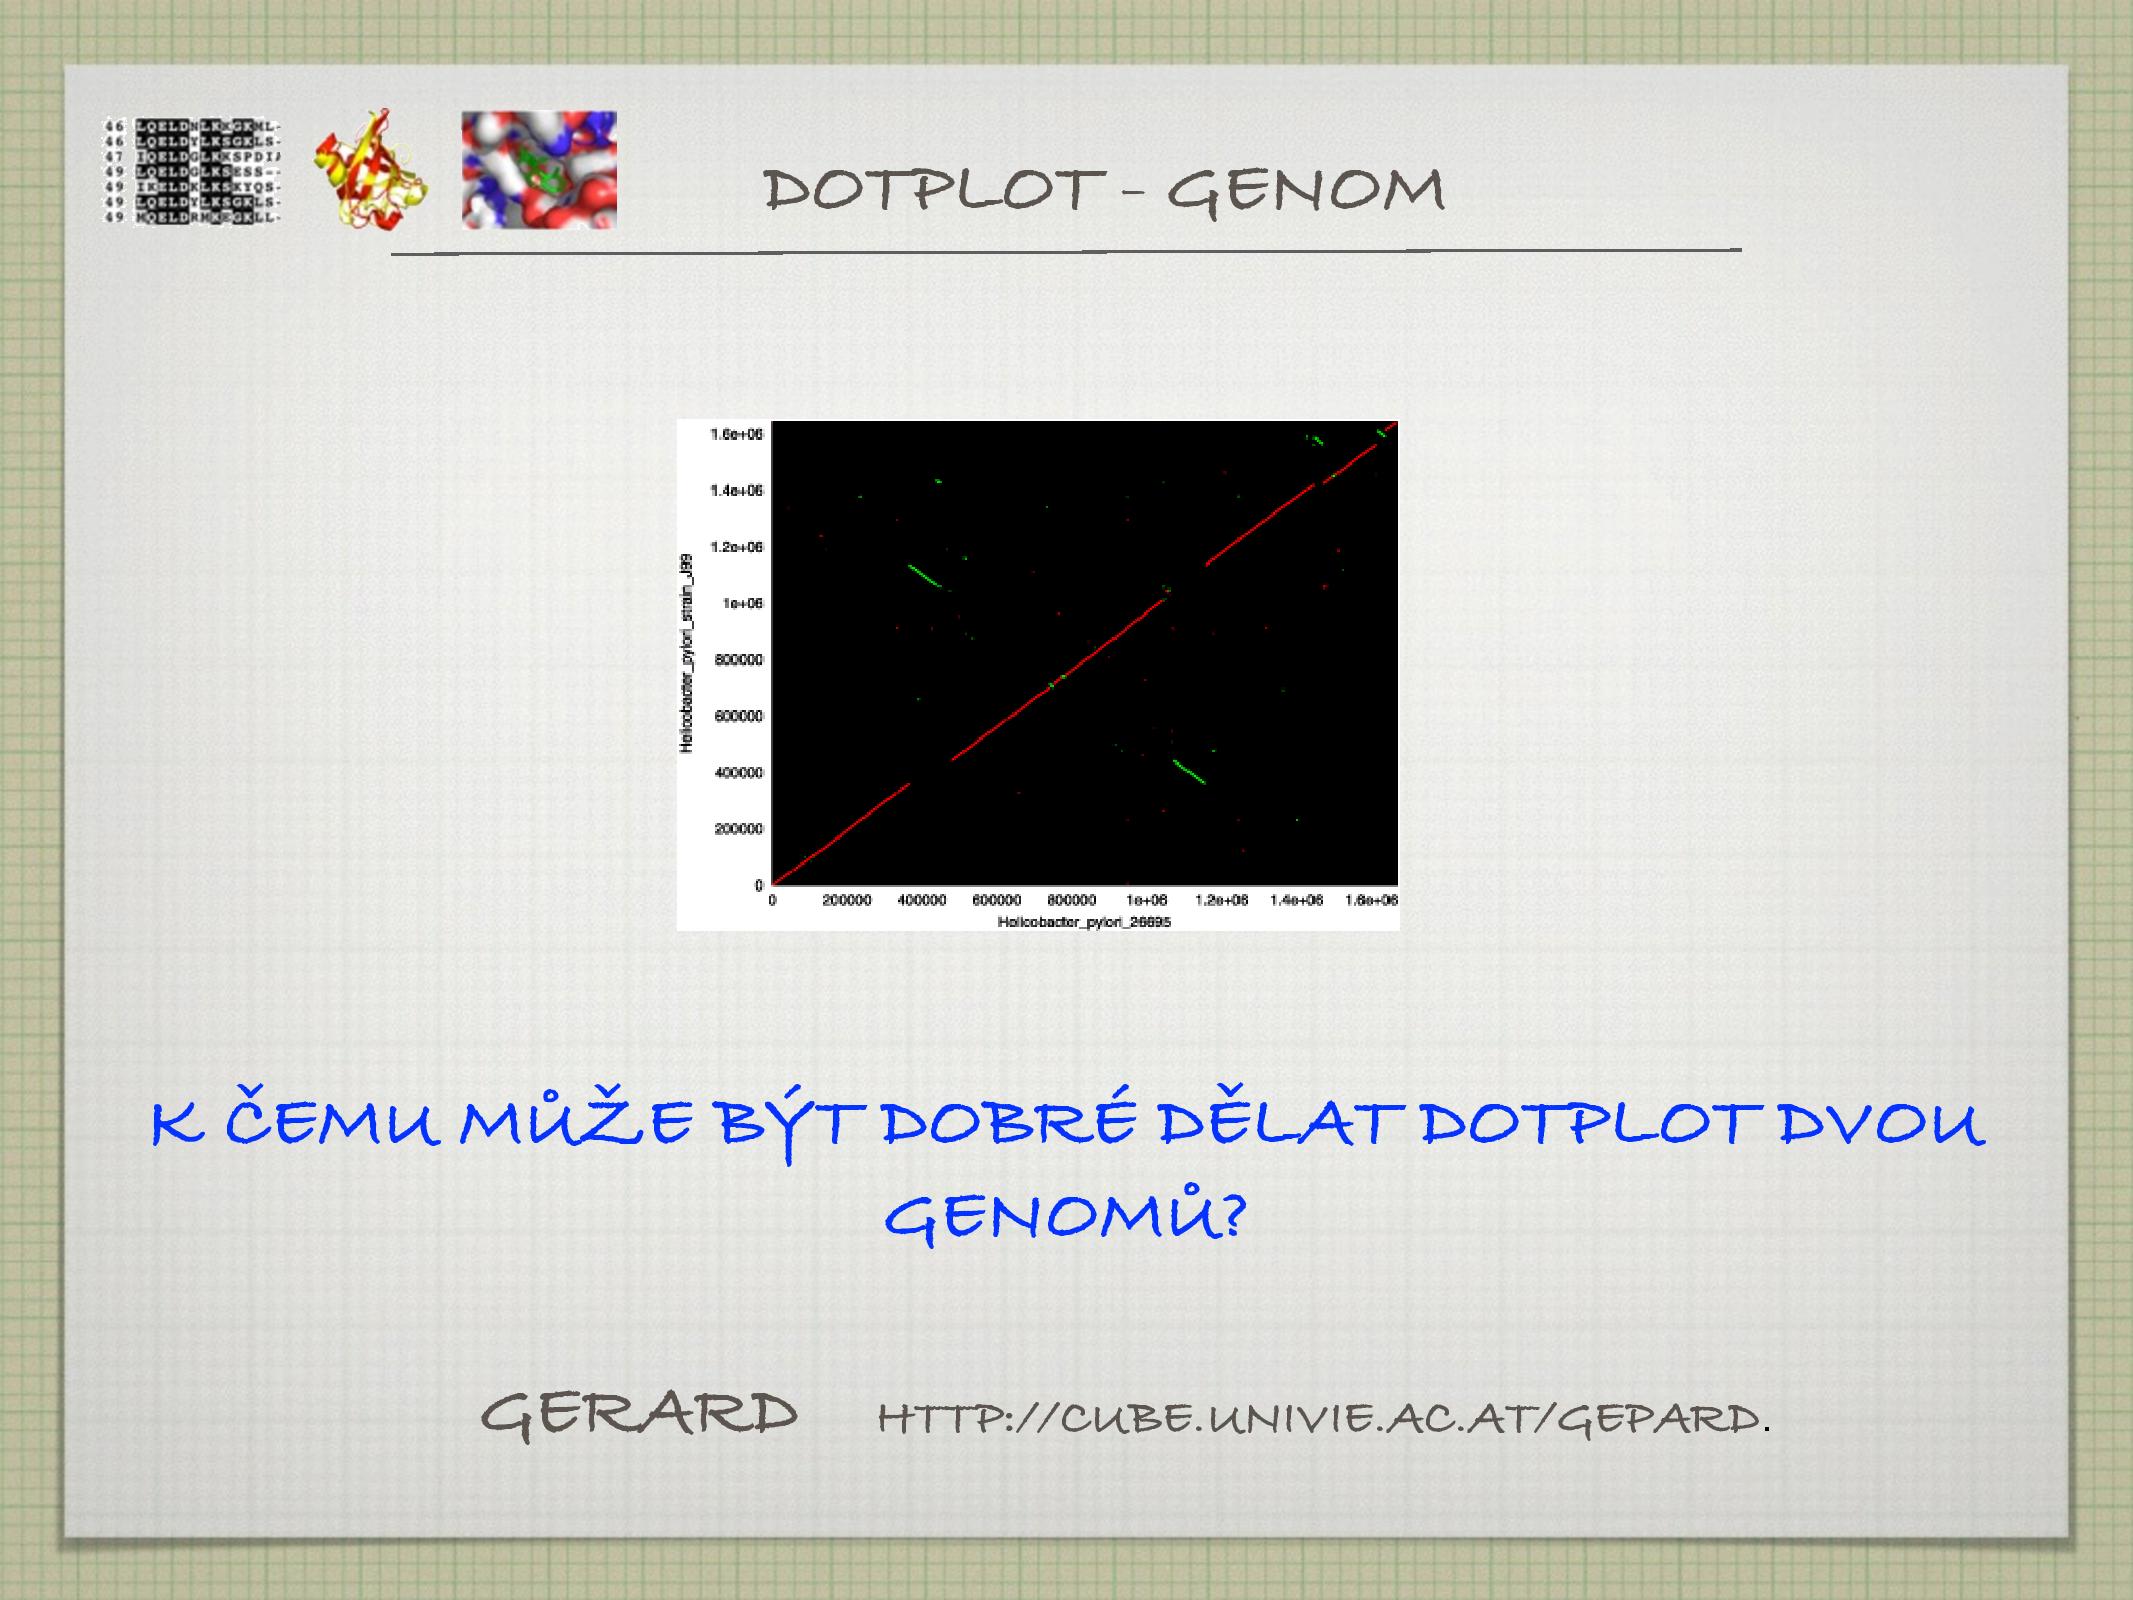 46 LQELDNLKKGKML-
46 LQELDYLKSGKLS-
47 IQELDGLKKSPDI
49 LQELDGLKSESS--
49 IKELDKLKSKYQS-
49 LQELDYLKSGKLS-
49 MQELDRMKEGKLL-
DOTPLOT - GENOM
1.6e+06
1.4e+06
1.2e+06
1e+06
800000
600000
400000
200000
0
Helicobacter_pylori_strain_J99
0 200000 400000 600000 800000 1e+06 1.2e+06 1.4e+06 1.6e+06
Helicobacter_pylori_26695
K ČEMU MŮŽE BÝT DOBRÉ DĚLAT DOTPLOT DVOU
GENOMŮ?
GERARD HTTP://CUBE.UNIVIE.AC.AT/GEPARD.